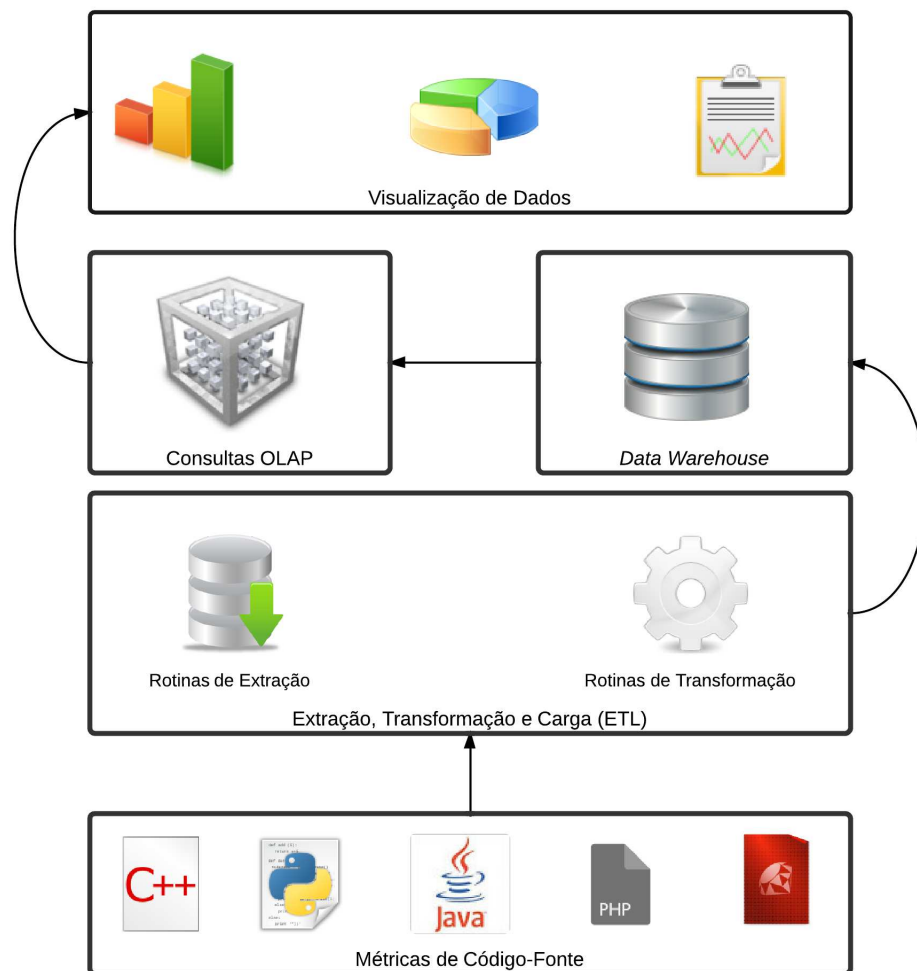 Visualização de Dados
Consultas OLAP
Data Warehouse
Rotinas de Extração
Rotinas de Transformação
Extração, Transformação e Carga (ETL)
C++
Java
PHP
Métricas de Código-Fonte